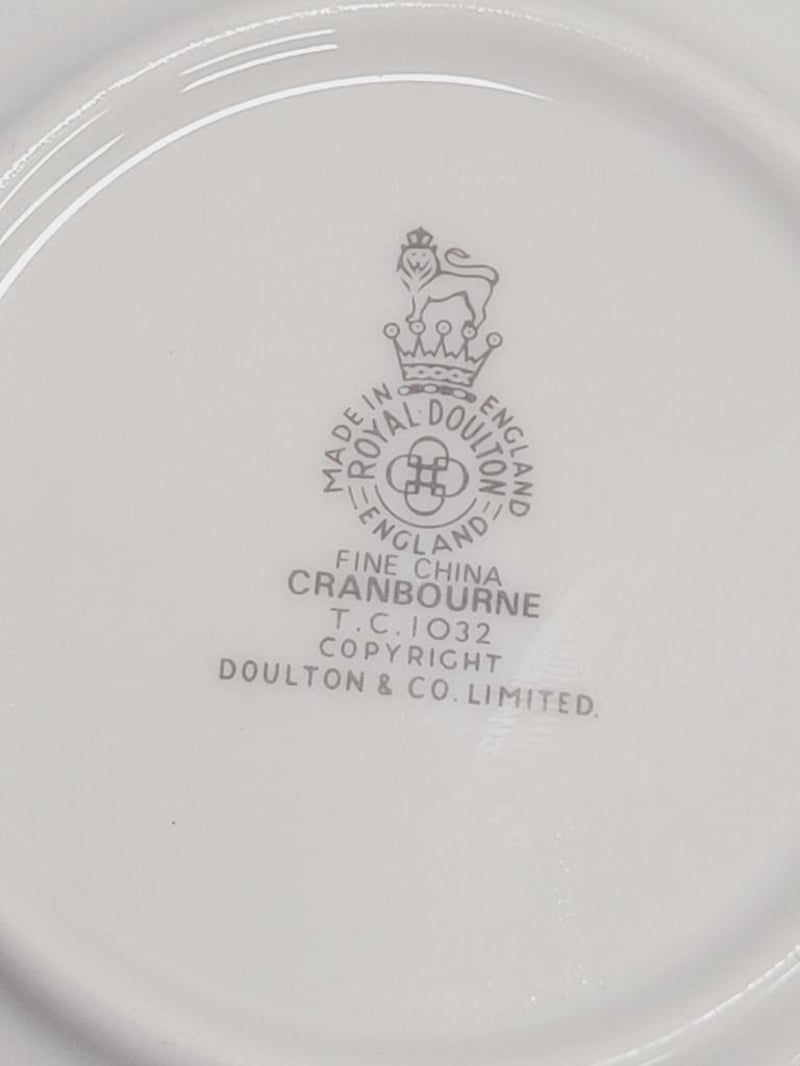 MADE IN ENGLAND
ROYAL·DOULTON
ENGLAND
FINE CHINA
CRANBOURNE
T.C.1032
COPYRIGHT
DOULTON & CO. LIMITED.